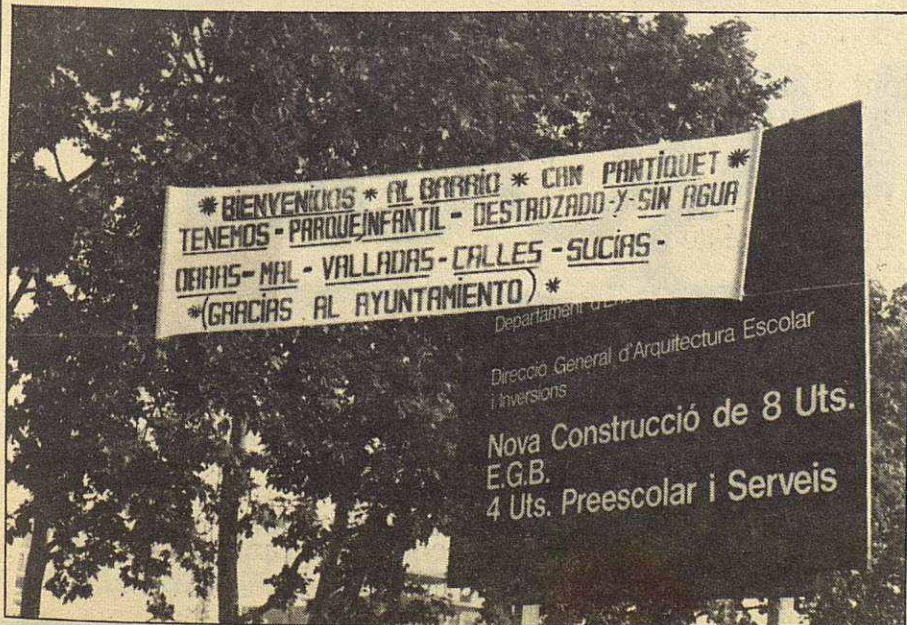 * BIENVENIDOS * AL BARRIO * CAN PANTIQUET *
TENEMOS - PARQUE INFANTIL - DESTROZADO - Y - SIN AGUA
OBRAS - MAL - VALLADAS - CALLES - SUCIAS -
* (GRACIAS AL AYUNTAMIENTO) *
Departament
Direcció General d'Arquitectura Escolar
i Inversions
Nova Construcció de 8 Uts.
E.G.B.
4 Uts. Preescolar i Serveis